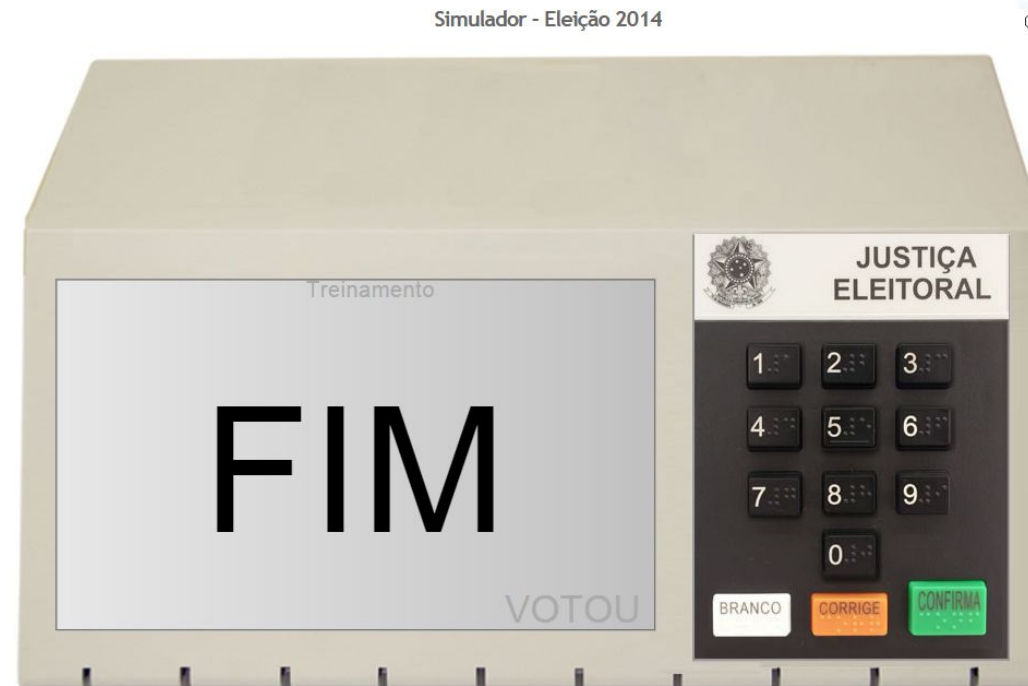 Simulador - Eleição 2014
JUSTIÇA
ELEITORAL
Treinamento
FIM
VOTOU
1 2 3
4 5 6
7 8 9
0
BRANCO CORRIGE CONFIRMA